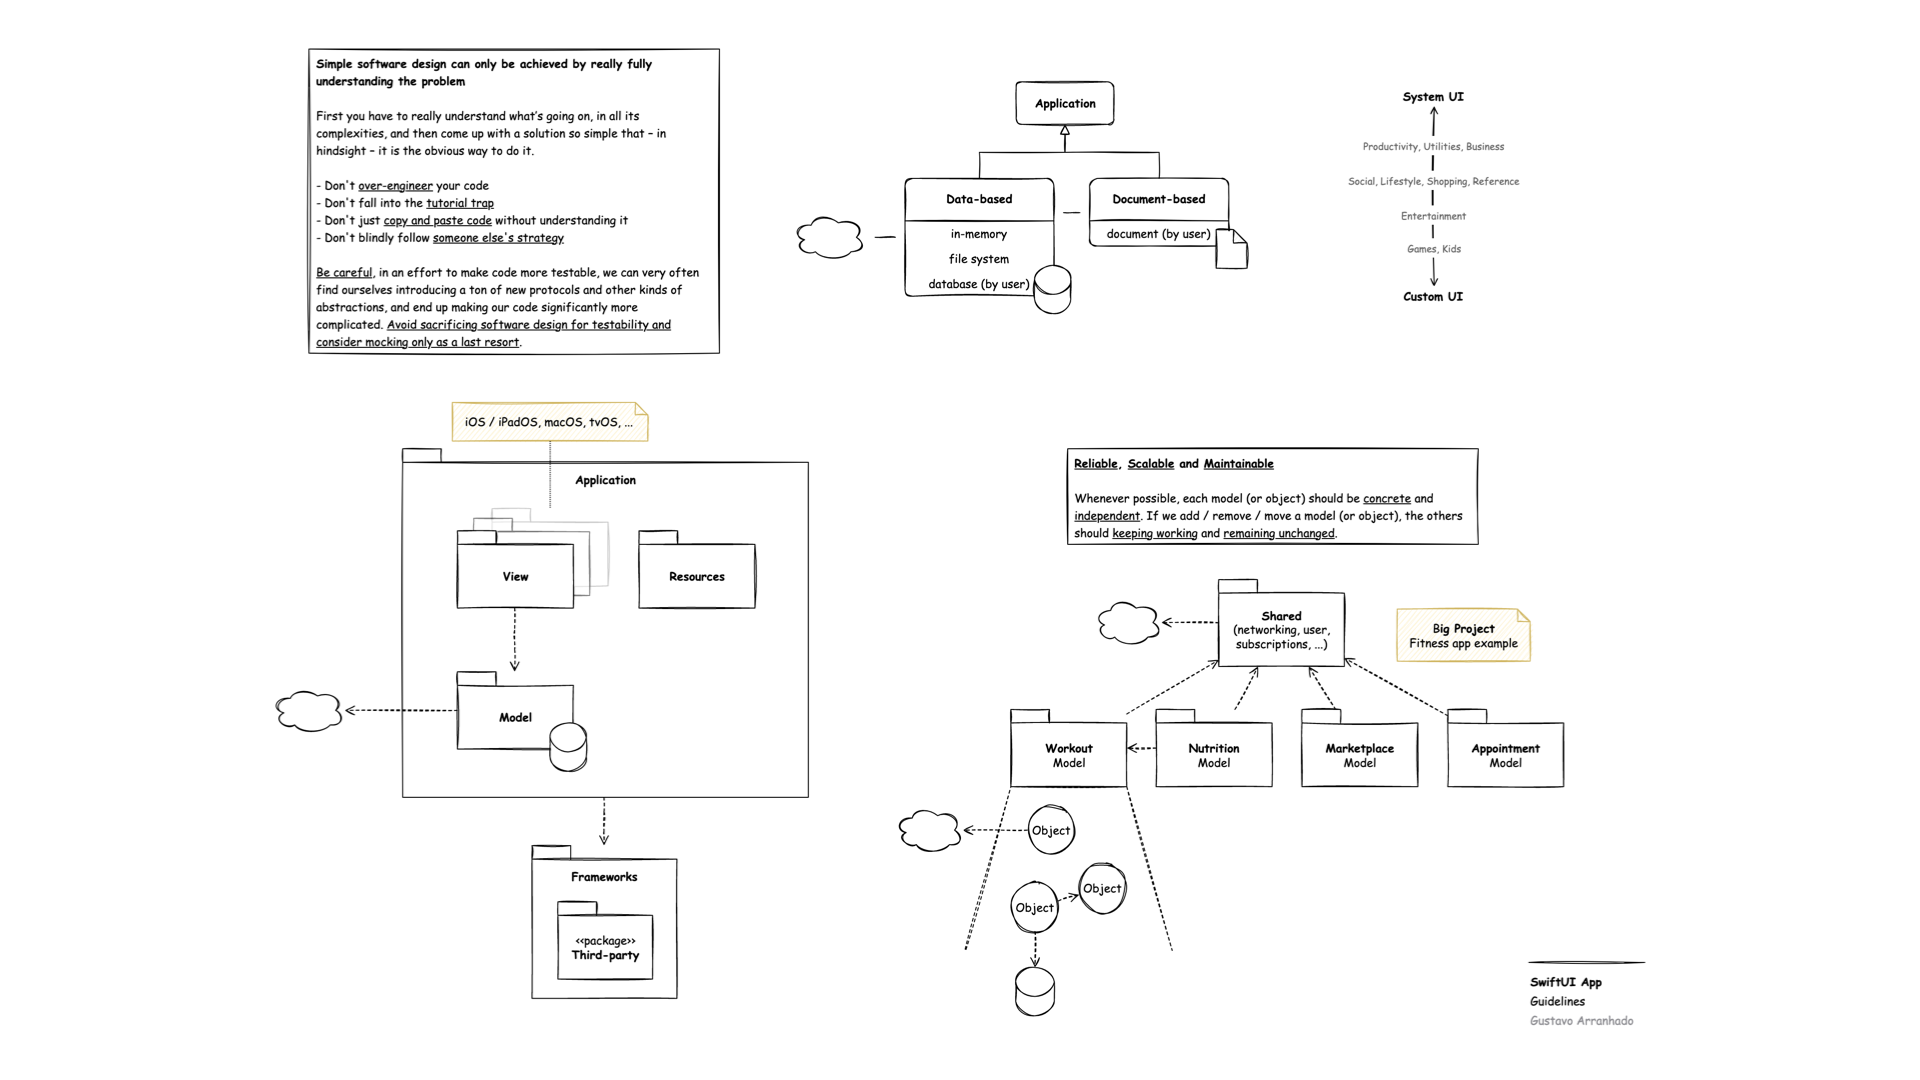 Simple software design can only be achieved by really fully
understanding the problem
First you have to really understand what's going on, in all its
complexities, and then come up with a solution so simple that – in
hindsight – it is the obvious way to do it.
- Don't over-engineer your code
- Don't fall into the tutorial trap
- Don't just copy and paste code without understanding it
- Don't blindly follow someone else's strategy
Be careful, in an effort to make code more testable, we can very often
find ourselves introducing a ton of new protocols and other kinds of
abstractions, and end up making our code significantly more
complicated. Avoid sacrificing software design for testability and
consider mocking only as a last resort.
Application
Data-based
in-memory
file system
database (by user)
Document-based
document (by user)
System UI
Productivity, Utilities, Business
Social, Lifestyle, Shopping, Reference
Entertainment
Games, Kids
Custom UI
iOS / iPadOS, macOS, tvOS, ...
Application
View
Resources
Model
Frameworks
<<package>>
Third-party
Reliable, Scalable and Maintainable
Whenever possible, each model (or object) should be concrete and
independent. If we add / remove / move a model (or object), the others
should keeping working and remaining unchanged.
Shared
(networking, user,
subscriptions, ...)
Big Project
Fitness app example
Workout
Model
Nutrition
Model
Marketplace
Model
Appointment
Model
Object
Object
Object
SwiftUI App
Guidelines
Gustavo Arranhado